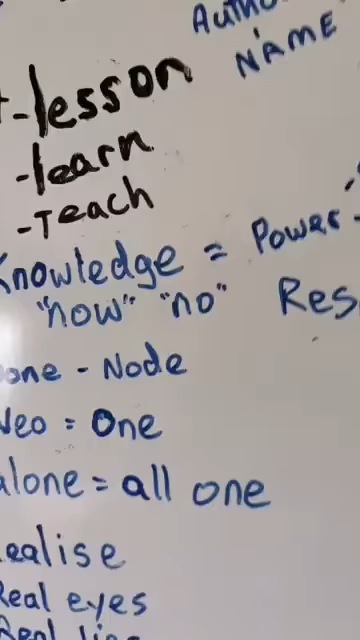 NAME
-lesson
-learn
-Teach
Knowledge = Power
"now" "no" Res
one - Node
Neo = One
alone = all one
ealise
Real eyes
Real